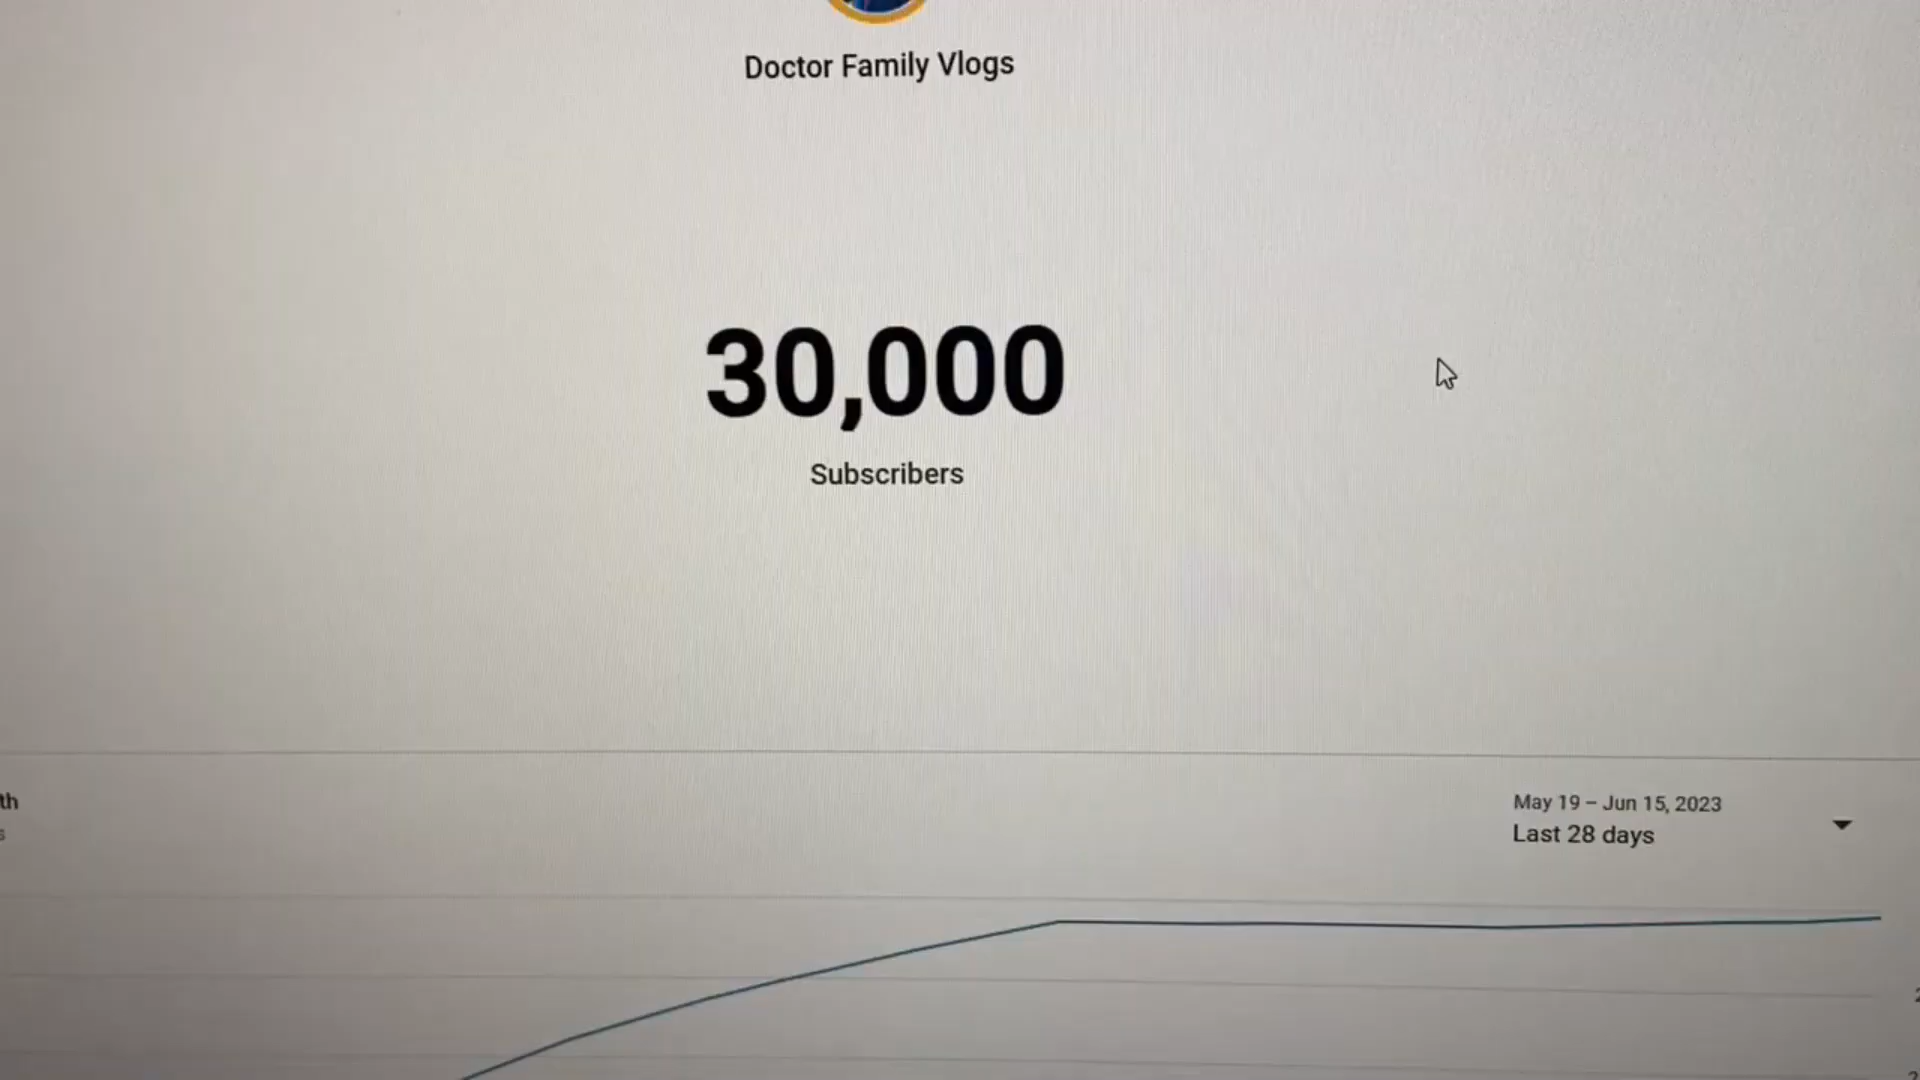 Doctor Family Vlogs
30,000
Subscribers
th
May 19 – Jun 15, 2023
Last 28 days